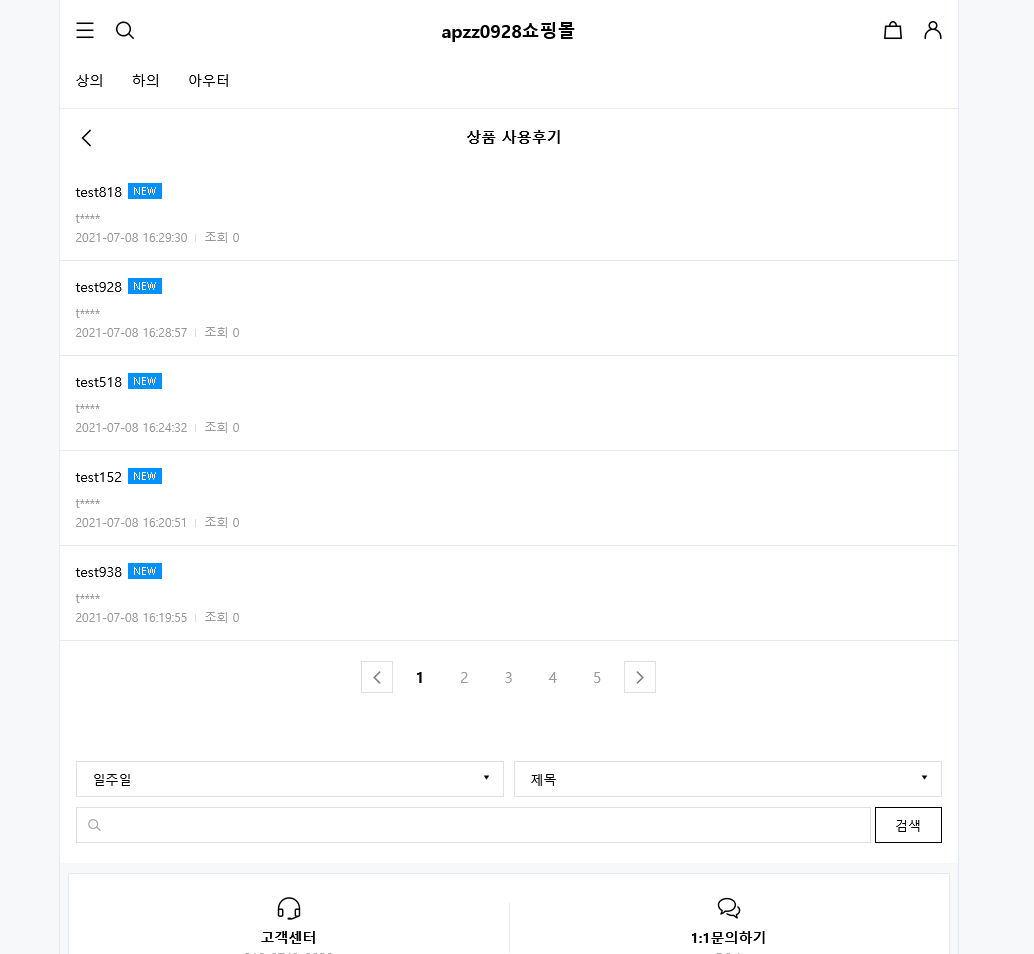 apzz0928쇼핑몰
상의 하의 아우터
상품 사용후기
test818 NEW
t****
2021-07-08 16:29:30 조회 0
test928 NEW
t****
2021-07-08 16:28:57 조회 0
test518 NEW
t****
2021-07-08 16:24:32 조회 0
test152 NEW
t****
2021-07-08 16:20:51 조회 0
test938 NEW
t****
2021-07-08 16:19:55 조회 0
1 2 3 4 5
일주일 제목
검색
고객센터 1:1문의하기